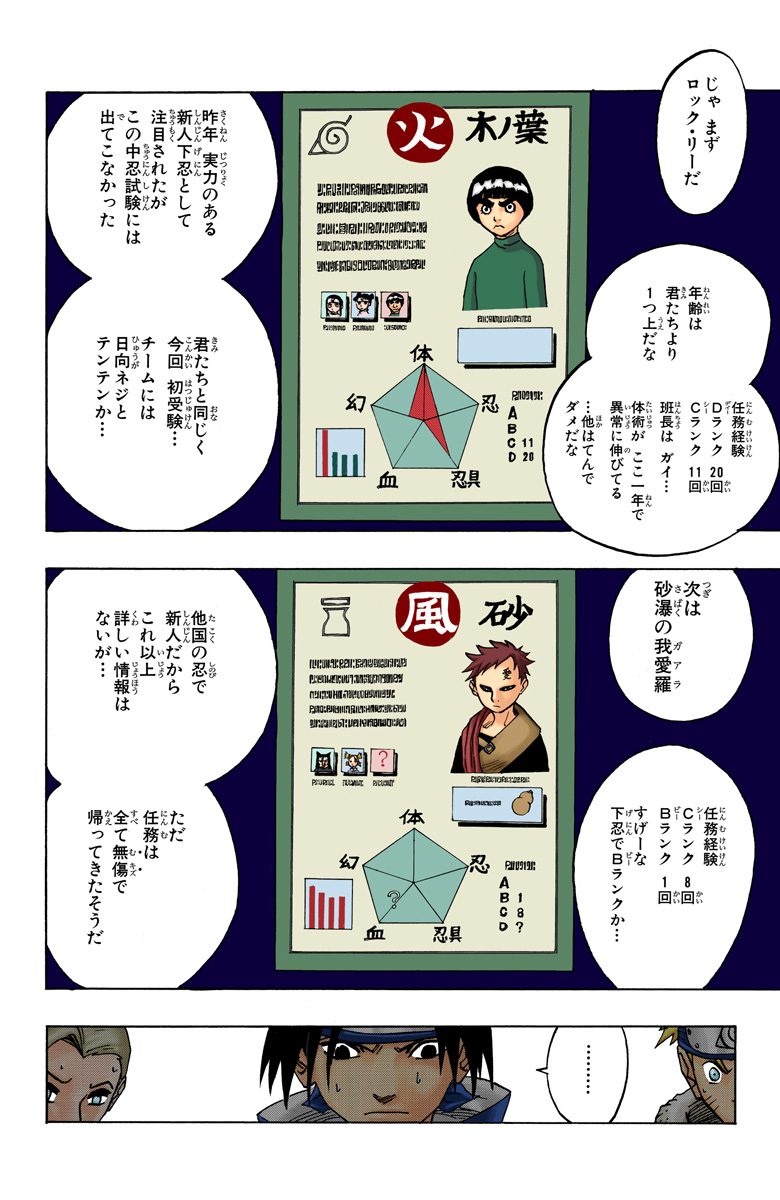 じゃ まず
ロック・リーだ
年齢は
君たちより
1つ上だな
任務経験
Dランク 20回
Cランク 11回
班長は ガイ…
体術が ここ一年で
異常に伸びてる
…他はてんで
ダメだな
火
木ノ葉
体
幻
忍
血
忍具
A
B
C 11
D 20
昨年 実力のある
新人下忍として
注目されたが
この中忍試験には
出てこなかった
君たちと同じく
今回 初受験…
チームには
日向ネジと
テンテンか…
次は
砂瀑の我愛羅
任務経験
Cランク 8回
Bランク 1回
すげーな
下忍でBランクか…
風
砂
愛
?
体
幻
忍
?
血
忍具
A
B 1
C 8
D ?
他国の忍で
新人だから
これ以上
詳しい情報は
ないが…
ただ
任務は
全て無傷で
帰ってきたそうだ
………